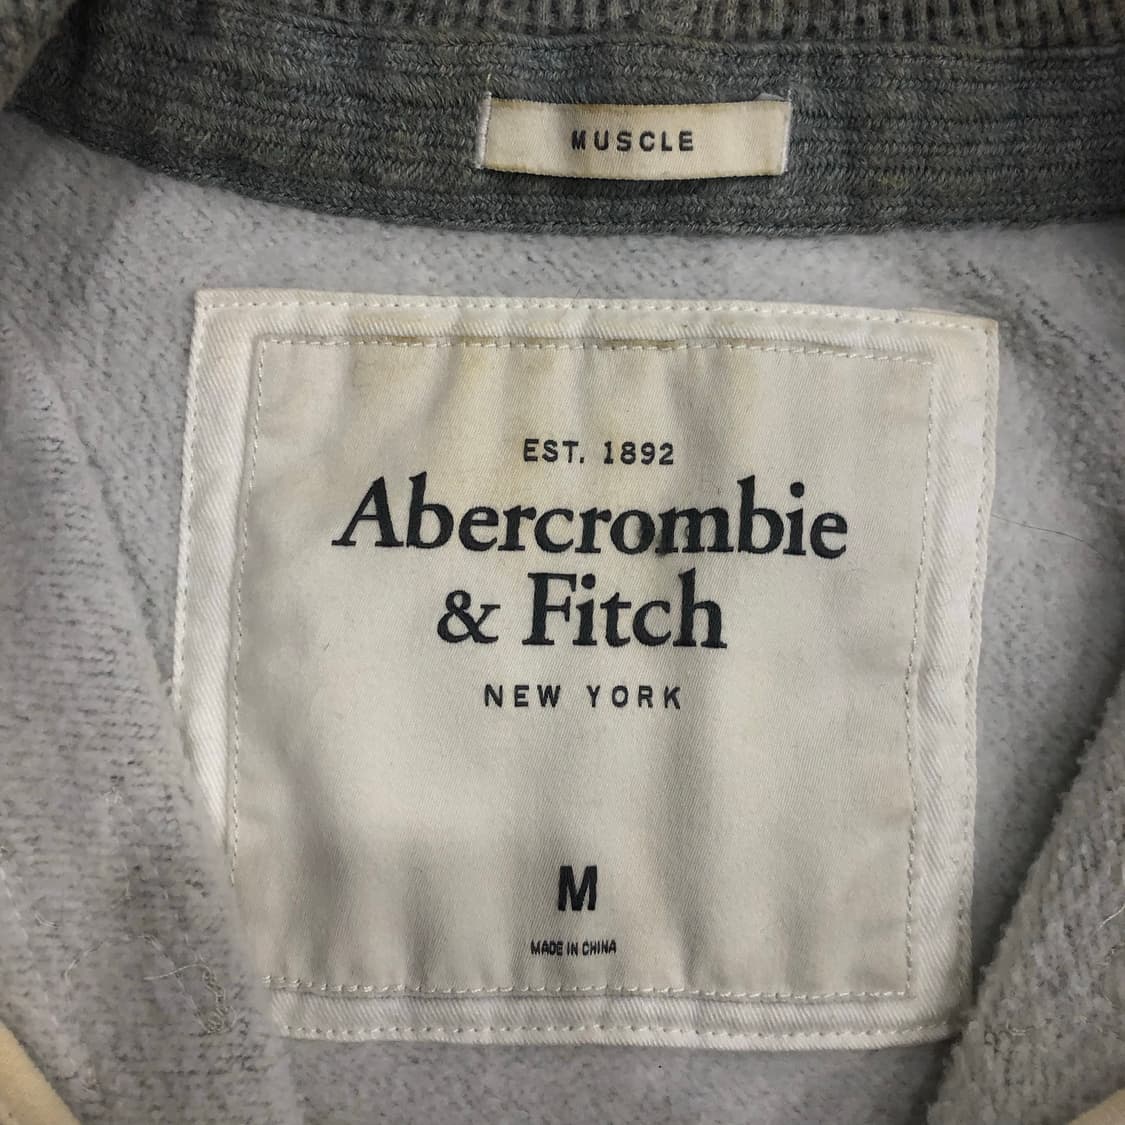 MUSCLE
EST. 1892
Abercrombie
& Fitch
NEW YORK
M
MADE IN CHINA